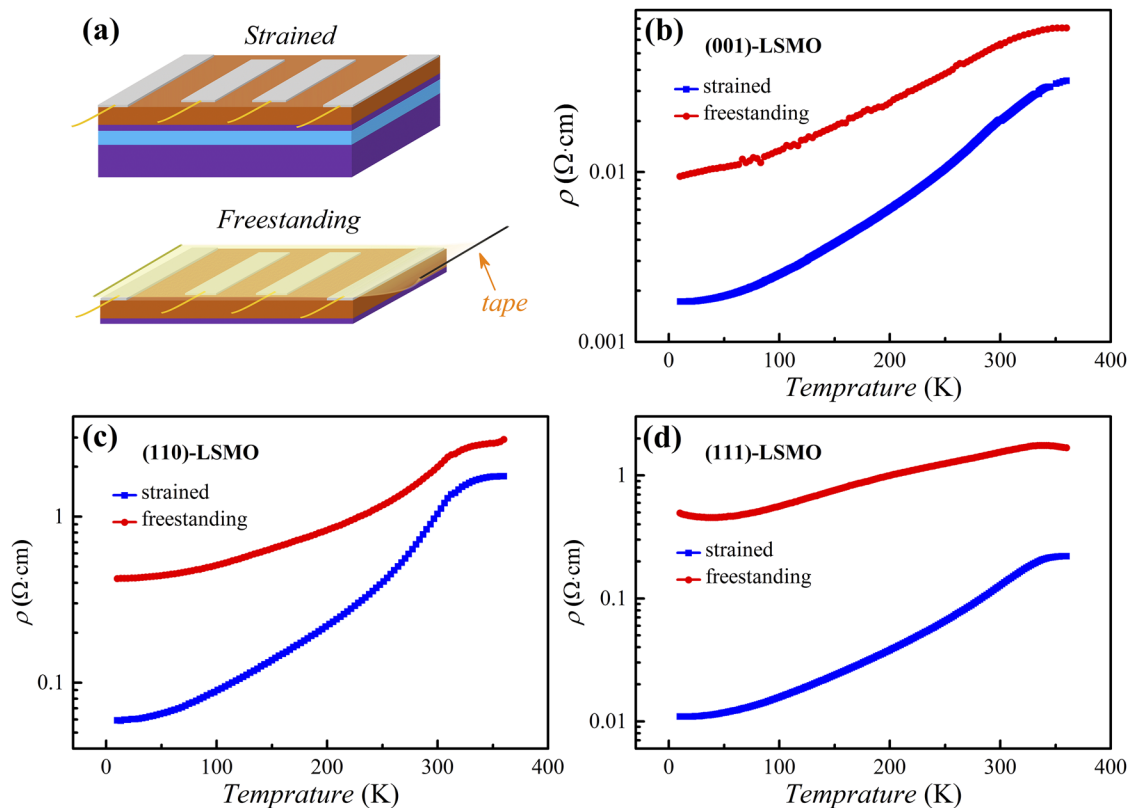 (a)
Strained
Freestanding
tape
(b)
(001)-LSMO
strained
freestanding
0.01
0.001
ρ (Ω·cm)
0
100
200
300
400
Temprature (K)
(c)
(110)-LSMO
strained
freestanding
1
0.1
ρ (Ω·cm)
0
100
200
300
400
Temprature (K)
(d)
(111)-LSMO
strained
freestanding
1
0.1
0.01
ρ (Ω·cm)
0
100
200
300
400
Temprature (K)